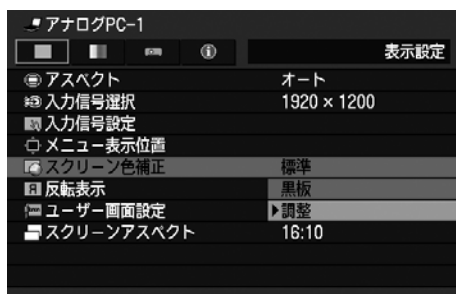 アナログPC-1
表示設定
アスペクト オート
入力信号選択 1920 × 1200
入力信号設定
メニュー表示位置
スクリーン色補正 標準
反転表示 黒板
ユーザー画面設定 調整
スクリーンアスペクト 16:10